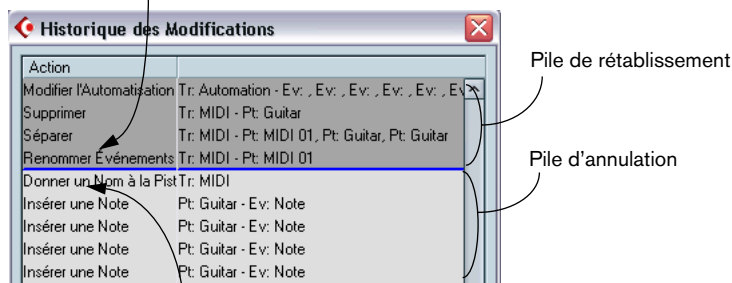 Historique des Modifications
Action
Modifier l'Automatisation Tr: Automation - Ev: , Ev: , Ev: , Ev: , Ev: , Ev
Supprimer Tr: MIDI - Pt: Guitar
Séparer Tr: MIDI - Pt: MIDI 01, Pt: Guitar, Pt: Guitar
Renommer Événements Tr: MIDI - Pt: MIDI 01
Donner un Nom à la Pist Tr: MIDI
Insérer une Note Pt: Guitar - Ev: Note
Insérer une Note Pt: Guitar - Ev: Note
Insérer une Note Pt: Guitar - Ev: Note
Insérer une Note Pt: Guitar - Ev: Note
Pile de rétablissement
Pile d'annulation